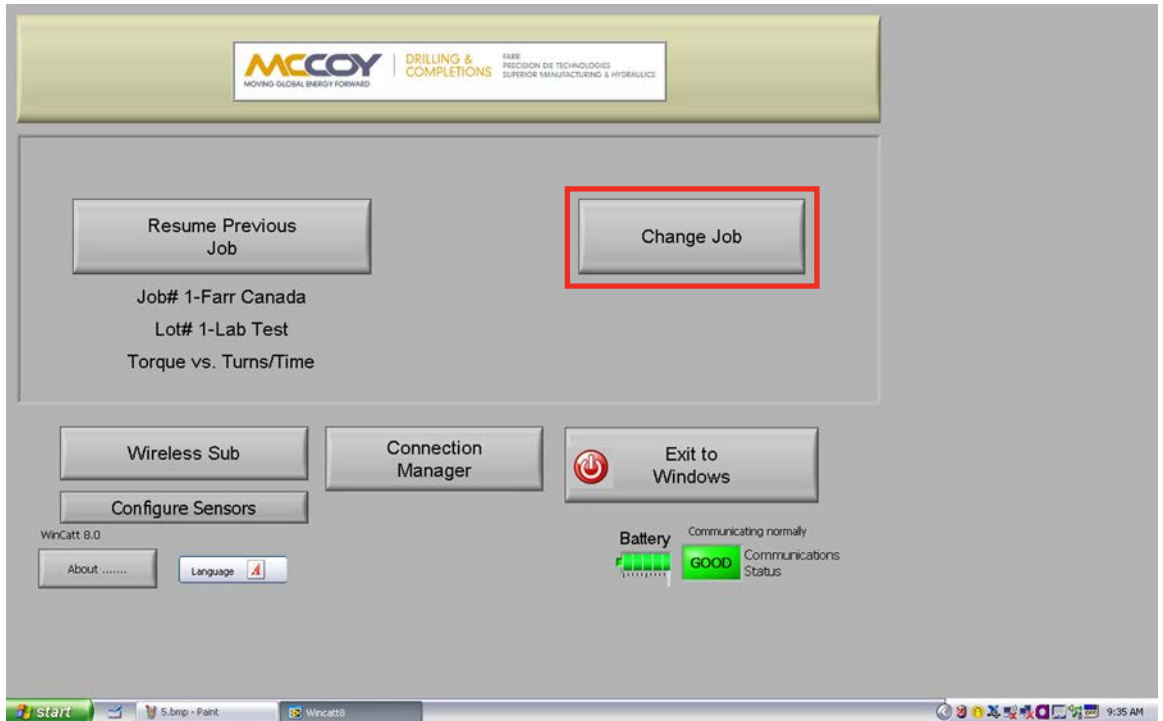 MCCOY
MOVING GLOBAL ENERGY FORWARD
DRILLING &
COMPLETIONS
FARR
PRECISION DIE TECHNOLOGIES
SUPERIOR MANUFACTURING & HYDRAULICS
Resume Previous
Job
Change Job
Job# 1-Farr Canada
Lot# 1-Lab Test
Torque vs. Turns/Time
Wireless Sub
Connection
Manager
Exit to
Windows
Configure Sensors
WinCatt 8.0
About .......
Language A
Battery
Communicating normally
GOOD
Communications
Status
start
5.bmp - Paint
Wincatt8
9:35 AM